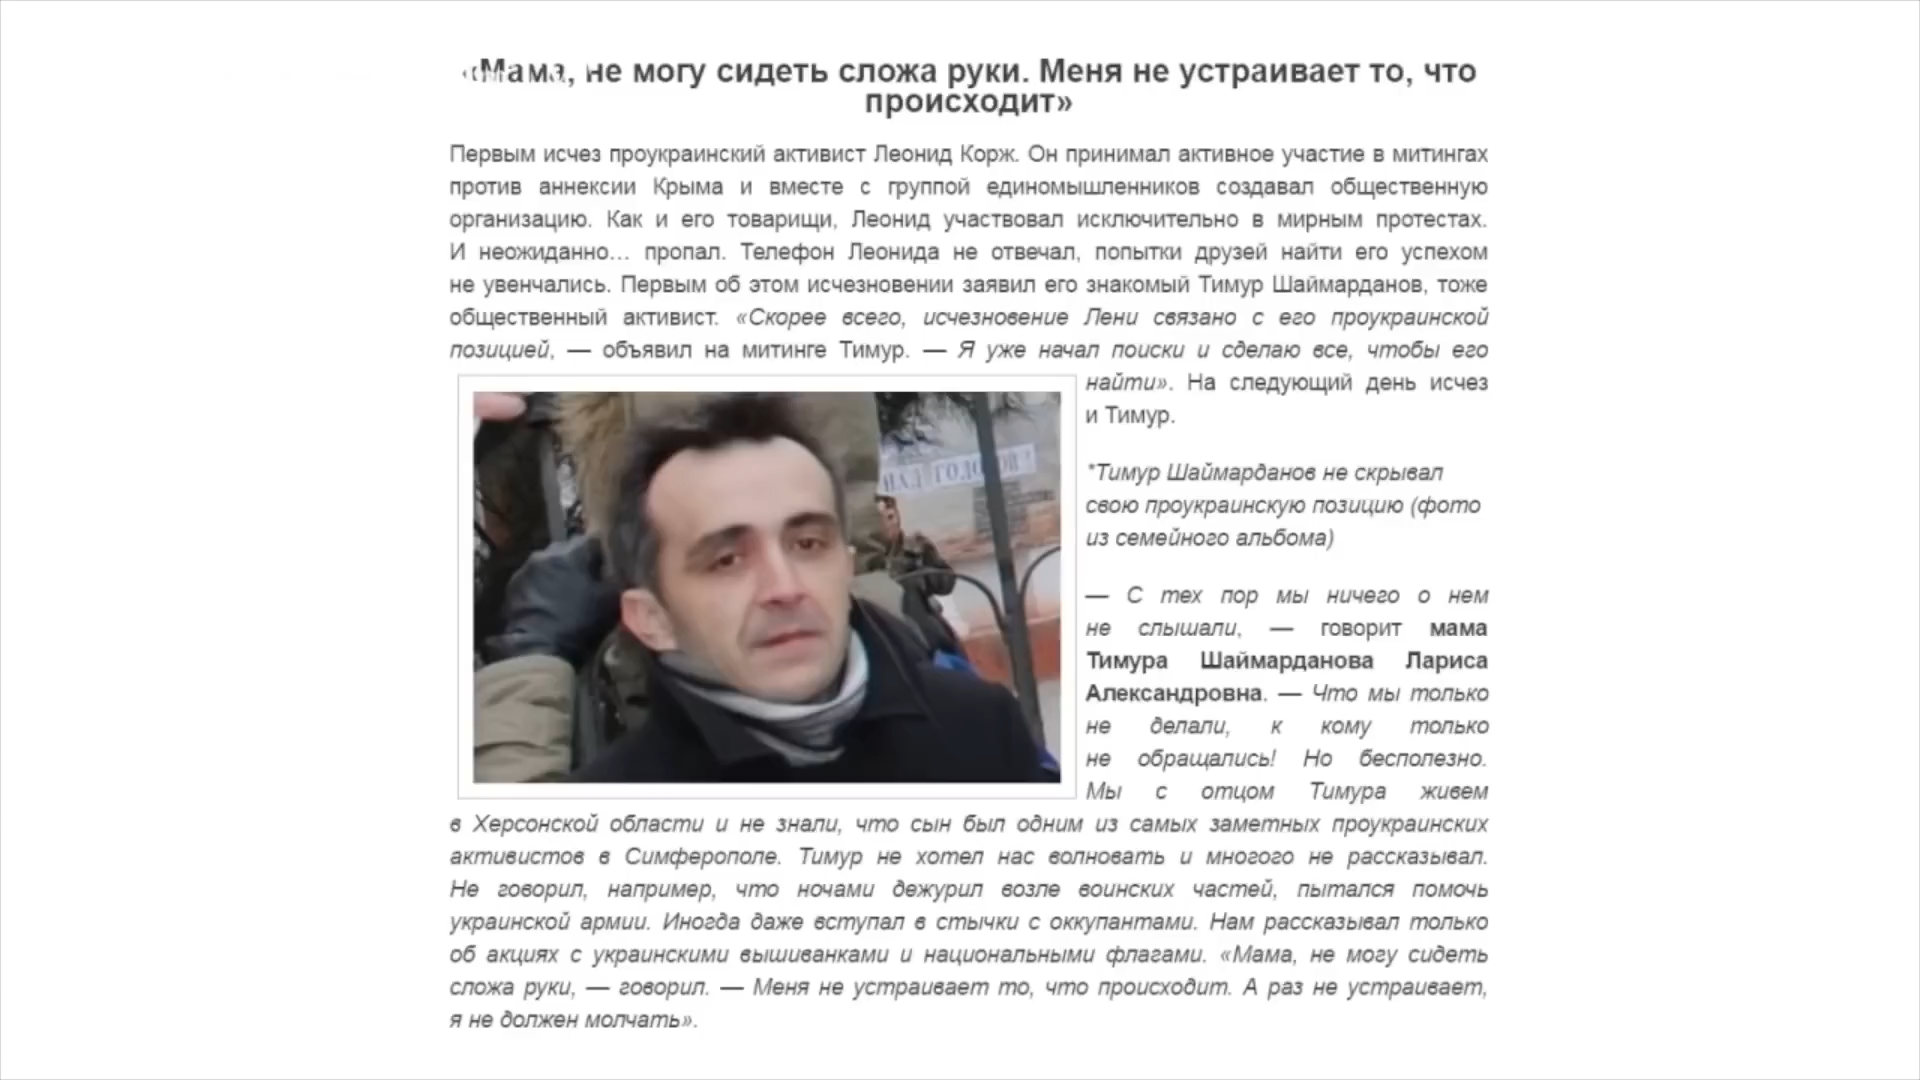 «Мама, не могу сидеть сложа руки. Меня не устраивает то, что
происходит»
Первым исчез проукраинский активист Леонид Корж. Он принимал активное участие в митингах
против аннексии Крыма и вместе с группой единомышленников создавал общественную
организацию. Как и его товарищи, Леонид участвовал исключительно в мирным протестах.
И неожиданно… пропал. Телефон Леонида не отвечал, попытки друзей найти его успехом
не увенчались. Первым об этом исчезновении заявил его знакомый Тимур Шаймарданов, тоже
общественный активист. «Скорее всего, исчезновение Лени связано с его проукраинской
позицией, — объявил на митинге Тимур. — Я уже начал поиски и сделаю все, чтобы его
найти». На следующий день исчез
и Тимур.
НАД ГОЛОВОЙ!
*Тимур Шаймарданов не скрывал
свою проукраинскую позицию (фото
из семейного альбома)
— С тех пор мы ничего о нем
не слышали, — говорит мама
Тимура Шаймарданова Лариса
Александровна. — Что мы только
не делали, к кому только
не обращались! Но бесполезно.
Мы с отцом Тимура живем
в Херсонской области и не знали, что сын был одним из самых заметных проукраинских
активистов в Симферополе. Тимур не хотел нас волновать и многого не рассказывал.
Не говорил, например, что ночами дежурил возле воинских частей, пытался помочь
украинской армии. Иногда даже вступал в стычки с оккупантами. Нам рассказывал только
об акциях с украинскими вышиванками и национальными флагами. «Мама, не могу сидеть
сложа руки, — говорил. — Меня не устраивает то, что происходит. А раз не устраивает,
я не должен молчать».